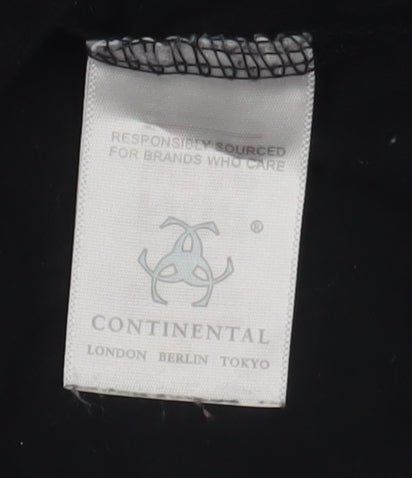 RESPONSIBLY SOURCED
FOR BRANDS WHO CARE
®
CONTINENTAL
LONDON BERLIN TOKYO